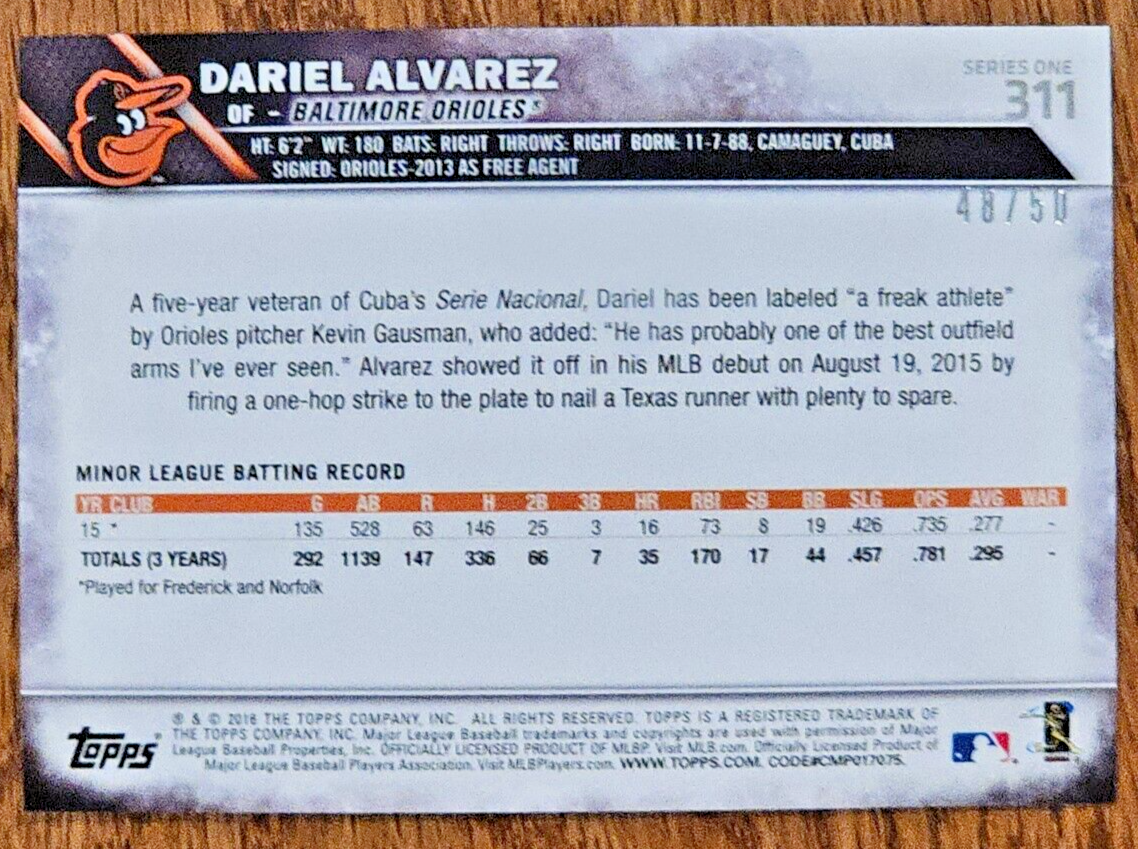 DARIEL ALVAREZ
OF - BALTIMORE ORIOLES®
SERIES ONE
311
HT: 6'2" WT: 180 BATS: RIGHT THROWS: RIGHT BORN: 11-7-88, CAMAGUEY, CUBA
SIGNED: ORIOLES-2013 AS FREE AGENT
48/50
A five-year veteran of Cuba's Serie Nacional, Dariel has been labeled "a freak athlete"
by Orioles pitcher Kevin Gausman, who added: "He has probably one of the best outfield
arms I've ever seen." Alvarez showed it off in his MLB debut on August 19, 2015 by
firing a one-hop strike to the plate to nail a Texas runner with plenty to spare.
MINOR LEAGUE BATTING RECORD
YR CLUB G AB R H 2B 3B HR RBI SB BB SLG OPS AVG WAR
15 * 135 528 63 146 25 3 16 73 8 19 .426 .735 .277 -
TOTALS (3 YEARS) 292 1139 147 336 66 7 35 170 17 44 .457 .781 .295 -
*Played for Frederick and Norfolk
topps®
® & © 2016 THE TOPPS COMPANY, INC. ALL RIGHTS RESERVED. TOPPS IS A REGISTERED TRADEMARK OF
THE TOPPS COMPANY, INC. Major League Baseball trademarks and copyrights are used with permission of Major
League Baseball Properties, Inc. OFFICIALLY LICENSED PRODUCT OF MLBP. Visit MLB.com. Officially Licensed Product of
Major League Baseball Players Association. Visit MLBPlayers.com. WWW.TOPPS.COM. CODE#CMP017075.